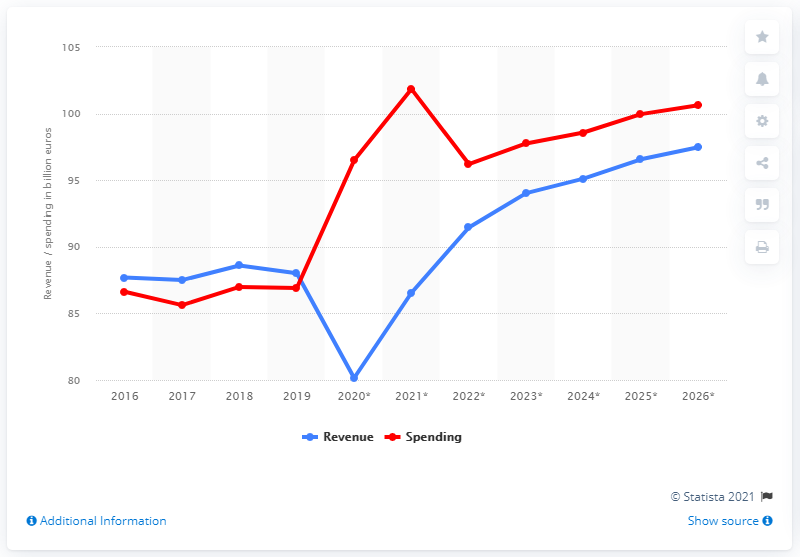 105
100
95
90
85
80
Revenue / spending in billion euros
2016 2017 2018 2019 2020* 2021* 2022* 2023* 2024* 2025* 2026*
Revenue Spending
© Statista 2021
Additional Information Show source